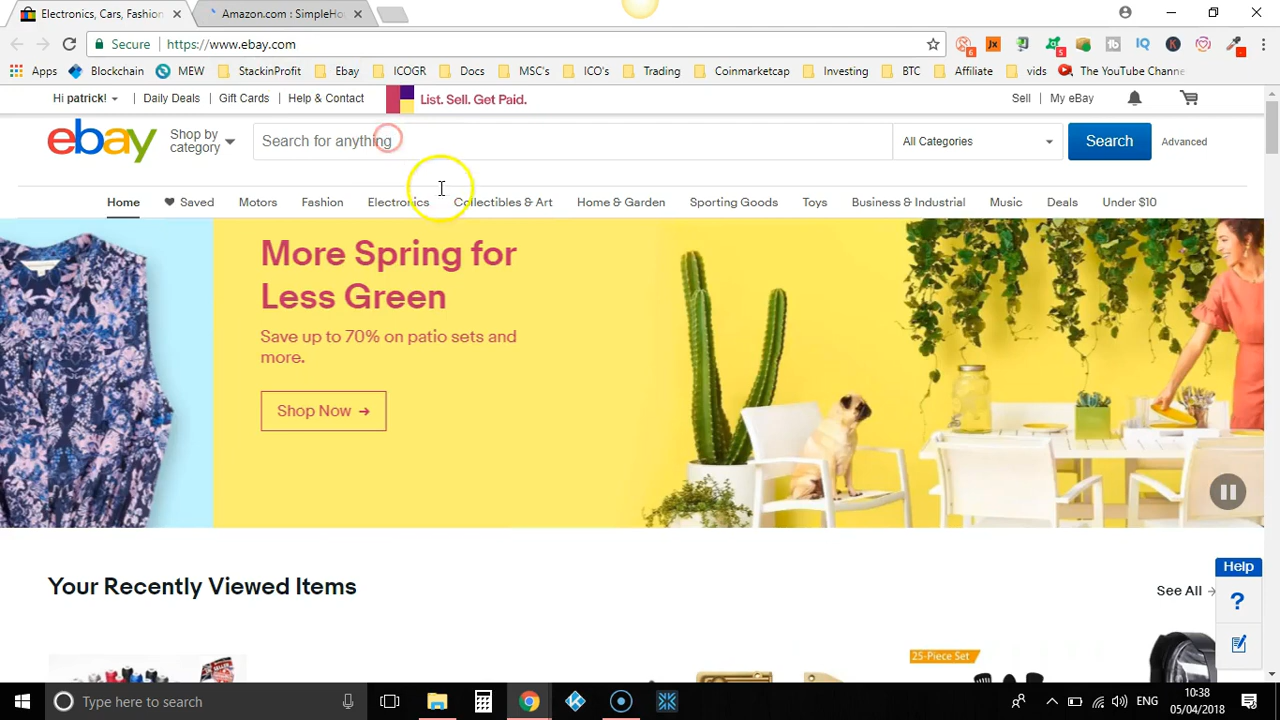 Electronics, Cars, Fashion
Amazon.com : SimpleHo
Secure
https://www.ebay.com
6
JX
5
tb
IQ
K
Apps
Blockchain
MEW
StackinProfit
Ebay
ICOGR
Docs
MSC's
ICO's
Trading
Coinmarketcap
Investing
BTC
Affiliate
vids
The YouTube Channe
Hi patrick!
Daily Deals
Gift Cards
Help & Contact
List. Sell. Get Paid.
Sell
My eBay
ebay
Shop by
category
Search for anything
All Categories
Search
Advanced
Home
Saved
Motors
Fashion
Electronics
Collectibles & Art
Home & Garden
Sporting Goods
Toys
Business & Industrial
Music
Deals
Under $10
More Spring for
Less Green
Save up to 70% on patio sets and
more.
Shop Now →
Help
?
Your Recently Viewed Items
See All
25-Piece Set
Type here to search
ENG
10:38
05/04/2018